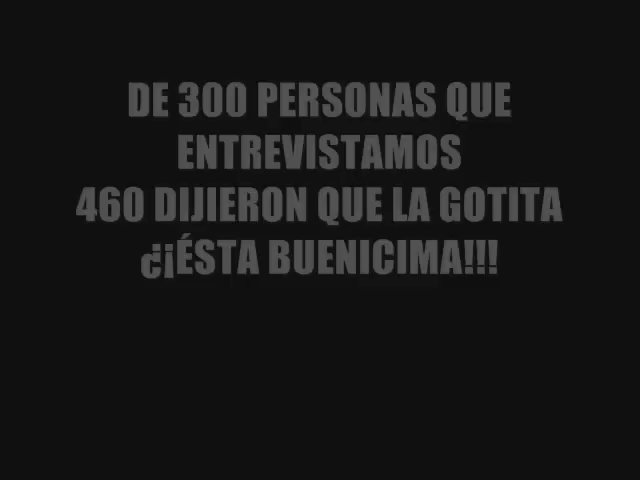 DE 300 PERSONAS QUE
ENTREVISTAMOS
460 DIJIERON QUE LA GOTITA
¿¡ÉSTA BUENICIMA!!!